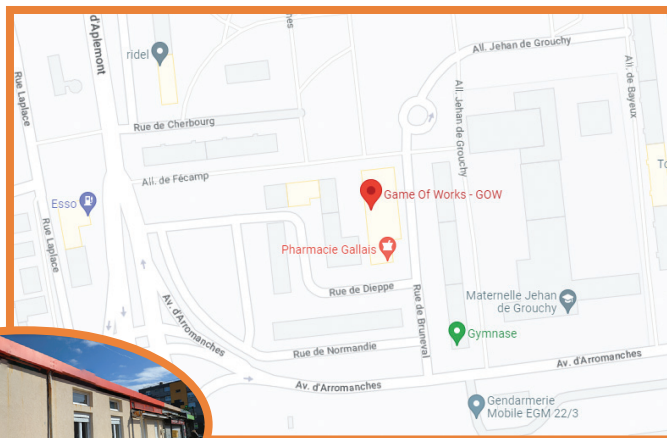 d'Aplemont
ridel
Rue Laplace
nes
All. Jehan de Grouchy
All. de Bayeux
Rue de Cherbourg
All. Jehan de Grouchy
All. de Fécamp
Esso
Game Of Works - GOW
To
Rue Laplace
Pharmacie Gallais
Rue de Dieppe
Rue de Bruneval
Maternelle Jehan
de Grouchy
Av. d'Arromanches
Gymnase
Rue de Normandie
Av. d'Arromanches
Av. d'Arromanches
Gendarmerie
Mobile EGM 22/3